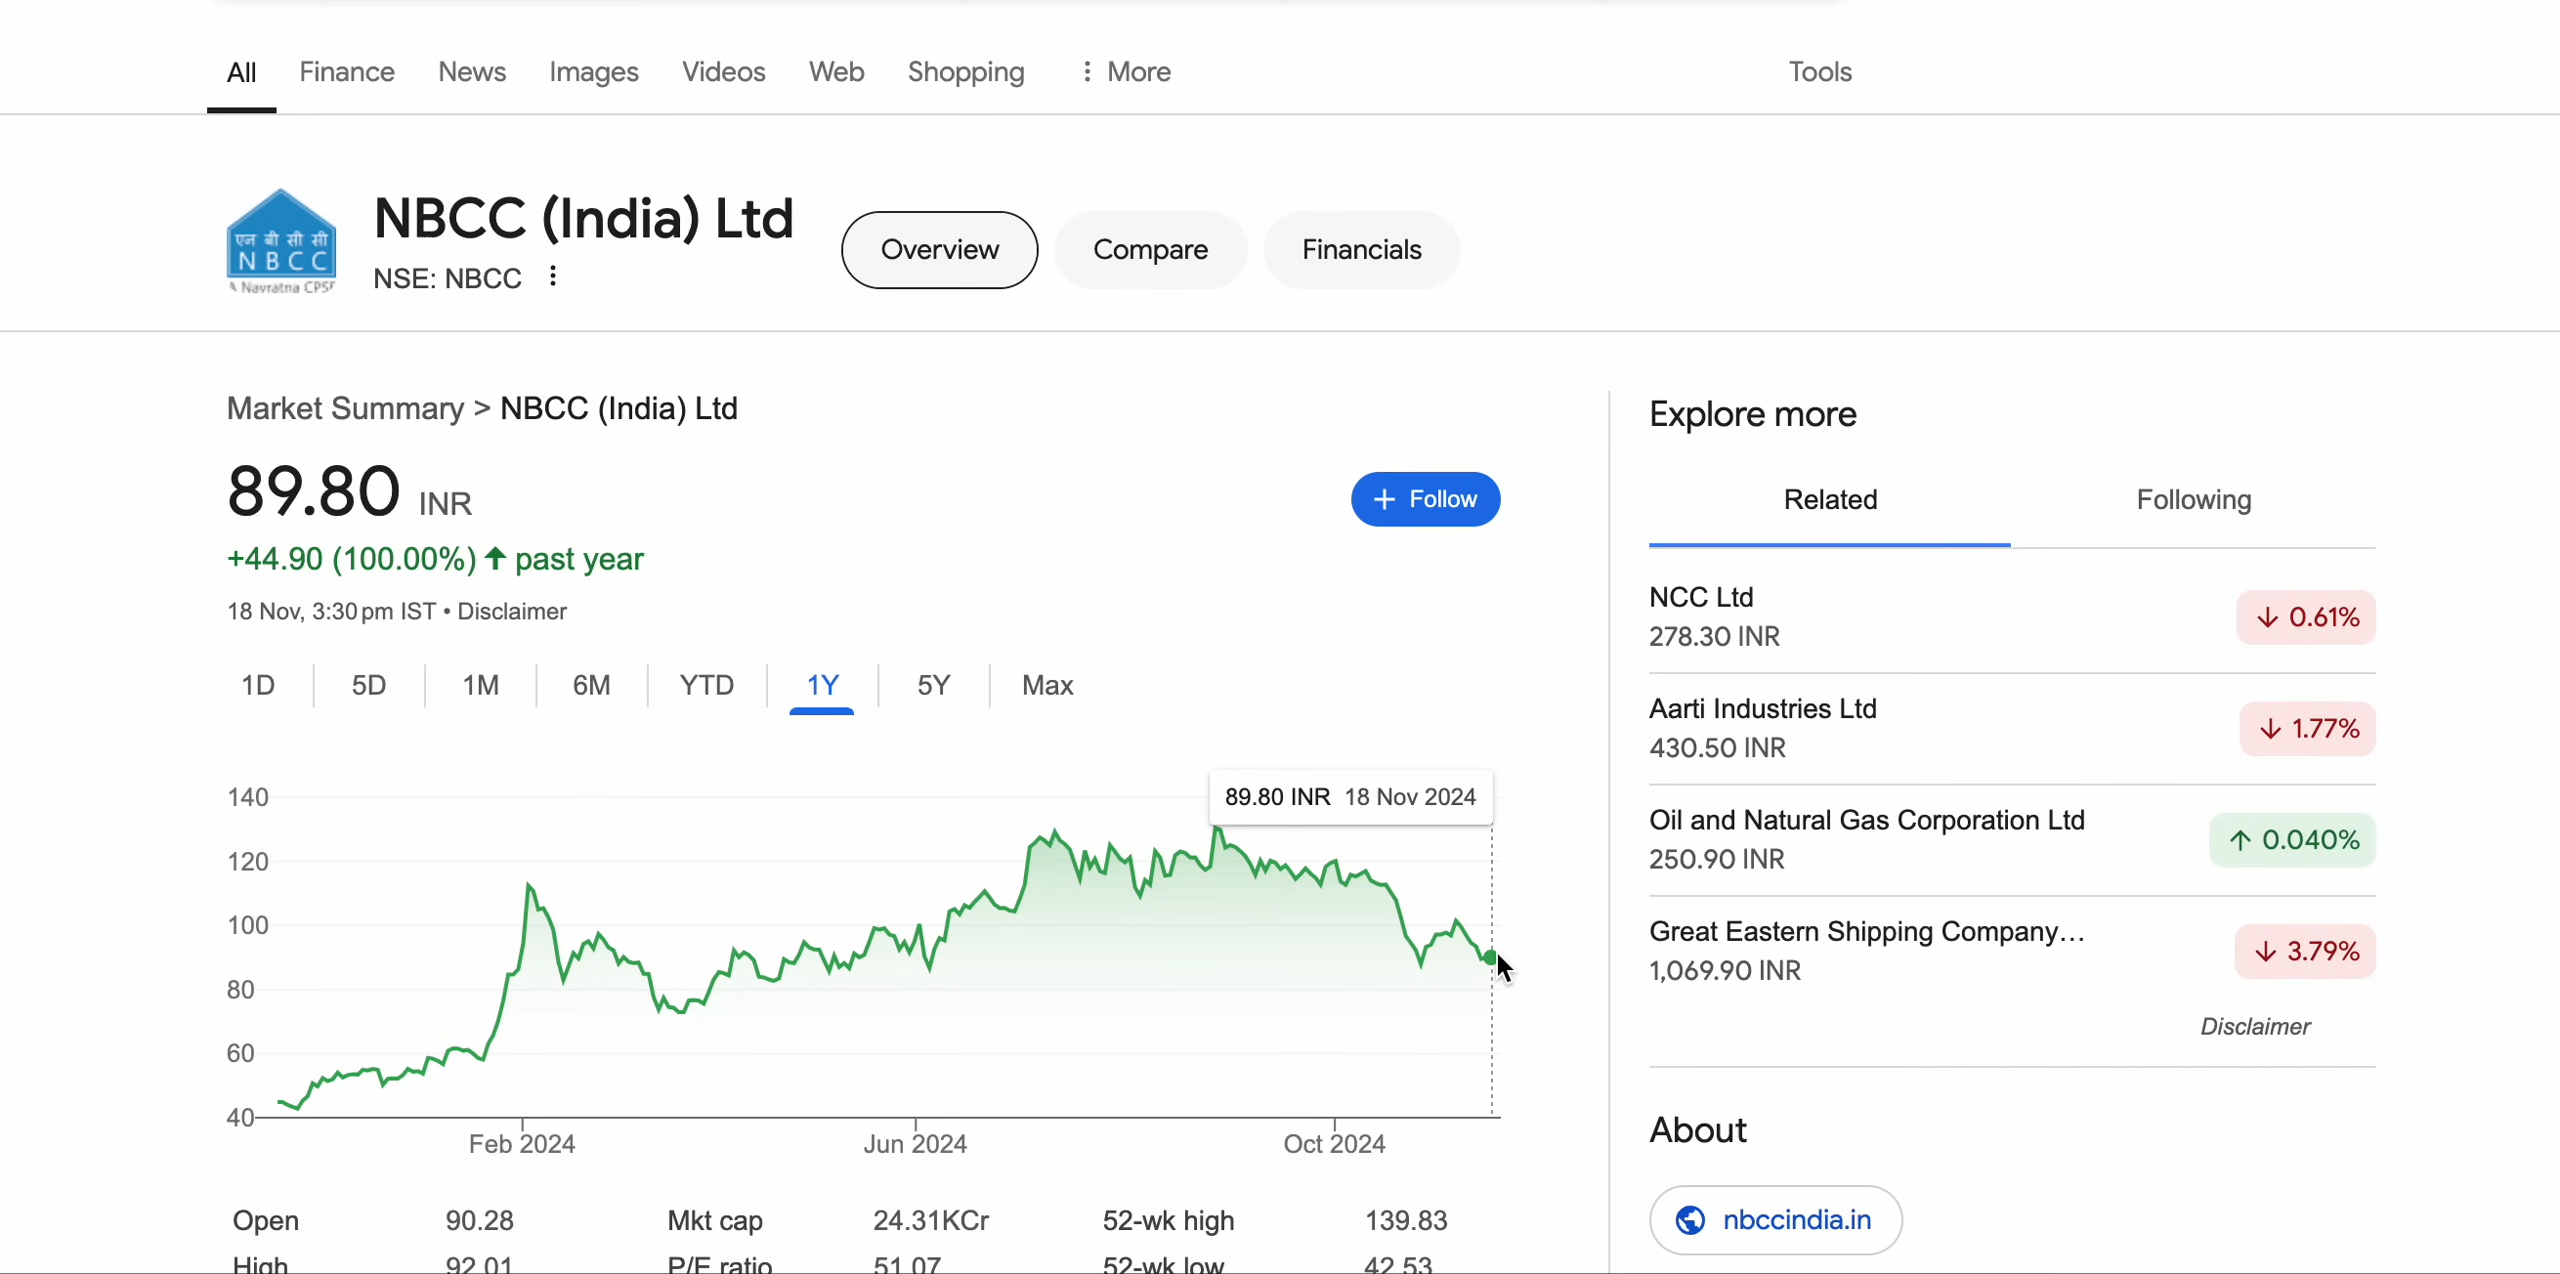 All Finance News Images Videos Web Shopping ⋮ More Tools
एन बी सी सी
NBCC
A Navratna CPSE
NBCC (India) Ltd
NSE: NBCC ⋮
Overview Compare Financials
Market Summary > NBCC (India) Ltd
89.80 INR
+ Follow
+44.90 (100.00%) ↑ past year
18 Nov, 3:30 pm IST • Disclaimer
1D 5D 1M 6M YTD 1Y 5Y Max
89.80 INR 18 Nov 2024
140
120
100
80
60
40
Feb 2024 Jun 2024 Oct 2024
Open 90.28 Mkt cap 24.31KCr 52-wk high 139.83
High 92.01 P/E ratio 51.07 52-wk low 42.53
Explore more
Related Following
NCC Ltd
278.30 INR
↓ 0.61%
Aarti Industries Ltd
430.50 INR
↓ 1.77%
Oil and Natural Gas Corporation Ltd
250.90 INR
↑ 0.040%
Great Eastern Shipping Company...
1,069.90 INR
↓ 3.79%
Disclaimer
About
nbccindia.in